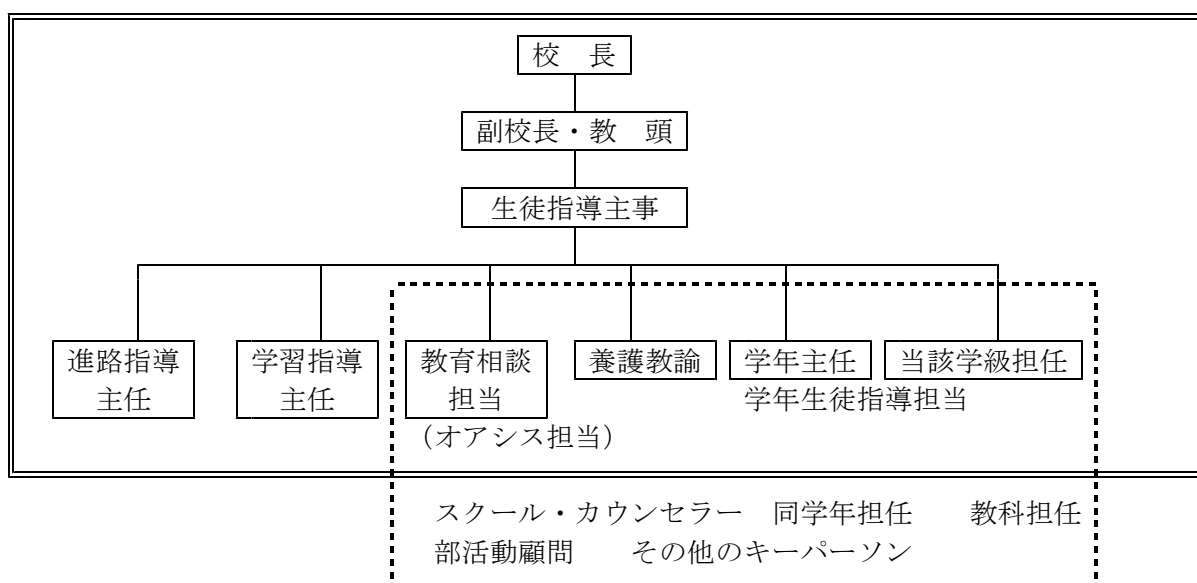 校　長
副校長・教　頭
生徒指導主事
進路指導
主任
学習指導
主任
教育相談
担当
（オアシス担当）
養護教諭
学年主任
学年生徒指導担当
当該学級担任
スクール・カウンセラー　同学年担任　　教科担任
部活動顧問　　その他のキーパーソン